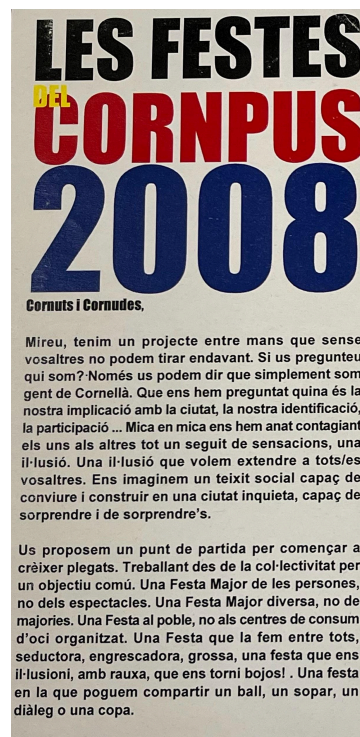 LES FESTES
DEL
CORNPUS
2008
Cornuts i Cornudes,
Mireu, tenim un projecte entre mans que sense
vosaltres no podem tirar endavant. Si us pregunteu
qui som? Només us podem dir que simplement som
gent de Cornellà. Que ens hem preguntat quina és la
nostra implicació amb la ciutat, la nostra identificació,
la participació ... Mica en mica ens hem anat contagiant
els uns als altres tot un seguit de sensacions, una
il·lusió. Una il·lusió que volem extendre a tots/es
vosaltres. Ens imaginem un teixit social capaç de
conviure i construir en una ciutat inquieta, capaç de
sorprendre i de sorprendre's.
Us proposem un punt de partida per començar a
crèixer plegats. Treballant des de la col·lectivitat per
un objectiu comú. Una Festa Major de les persones,
no dels espectacles. Una Festa Major diversa, no de
majories. Una Festa al poble, no als centres de consum
d'oci organitzat. Una Festa que la fem entre tots,
seductora, engrescadora, grossa, una festa que ens
il·lusioni, amb rauxa, que ens torni bojos! . Una festa
en la que poguem compartir un ball, un sopar, un
diàleg o una copa.